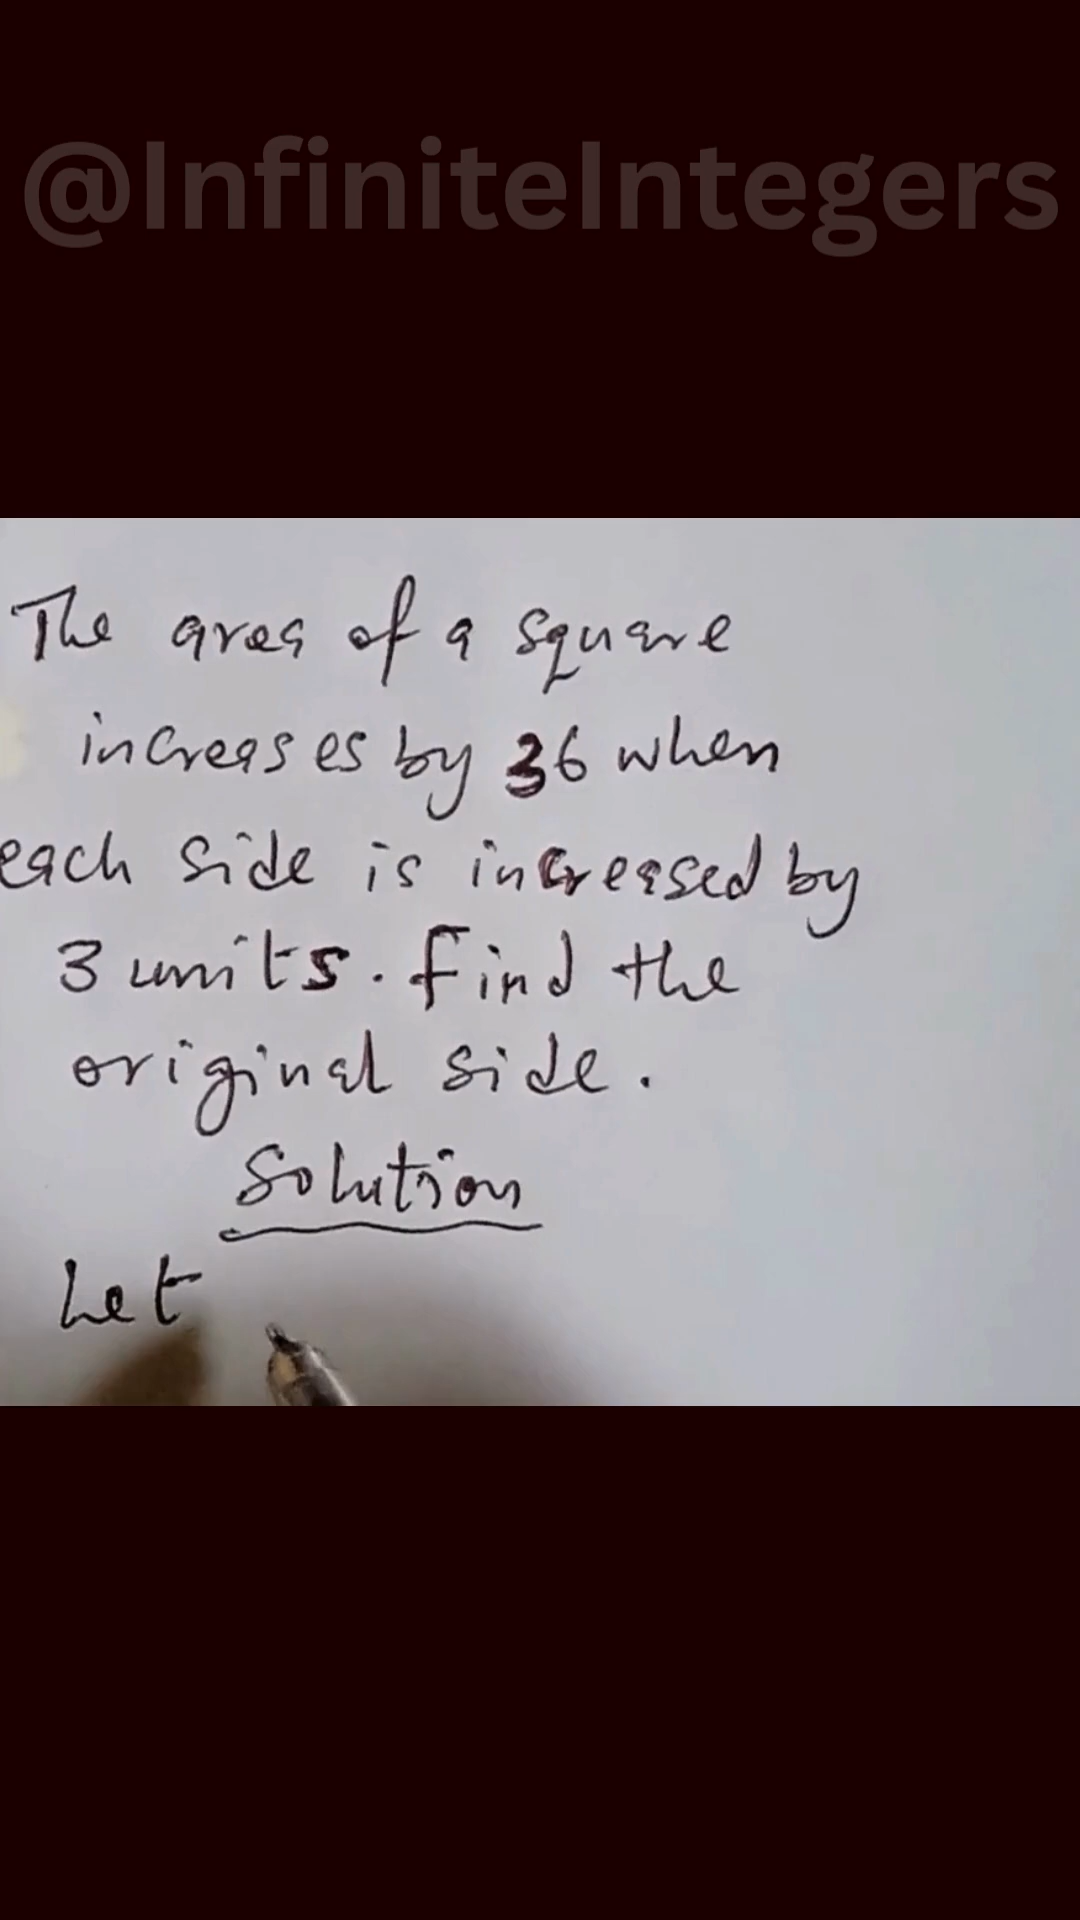 @InfiniteIntegers
The area of a square
increases by 36 when
each side is increased by
3 units. Find the
original side.
Solution
Let